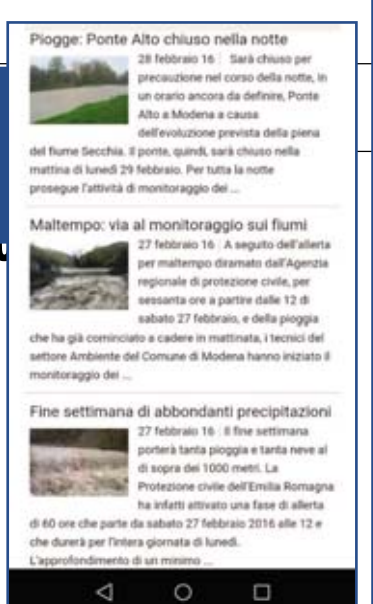 Piogge: Ponte Alto chiuso nella notte
28 febbraio 16 | Sarà chiuso per
precauzione nel corso della notte, in
un orario ancora da definire, Ponte
Alto a Modena a causa
dell'evoluzione prevista della piena
del fiume Secchia. Il ponte, quindi, sarà chiuso nella
mattina di lunedì 29 febbraio. Per tutta la notte
prosegue l'attività di monitoraggio dei ...
Maltempo: via al monitoraggio sui fiumi
27 febbraio 16 | A seguito dell'allerta
per maltempo diramato dall'Agenzia
regionale di protezione civile, per
sessanta ore a partire dalle 12 di
sabato 27 febbraio, e della pioggia
che ha già cominciato a cadere in mattinata, i tecnici del
settore Ambiente del Comune di Modena hanno iniziato il
monitoraggio dei ...
Fine settimana di abbondanti precipitazioni
27 febbraio 16 | Il fine settimana
porterà tanta pioggia e tanta neve al
di sopra dei 1000 metri. La
Protezione civile dell'Emilia Romagna
ha infatti attivato una fase di allerta
di 60 ore che parte da sabato 27 febbraio 2016 alle 12 e
che durerà per l'intera giornata di lunedì.
L'approfondimento di un minimo ...